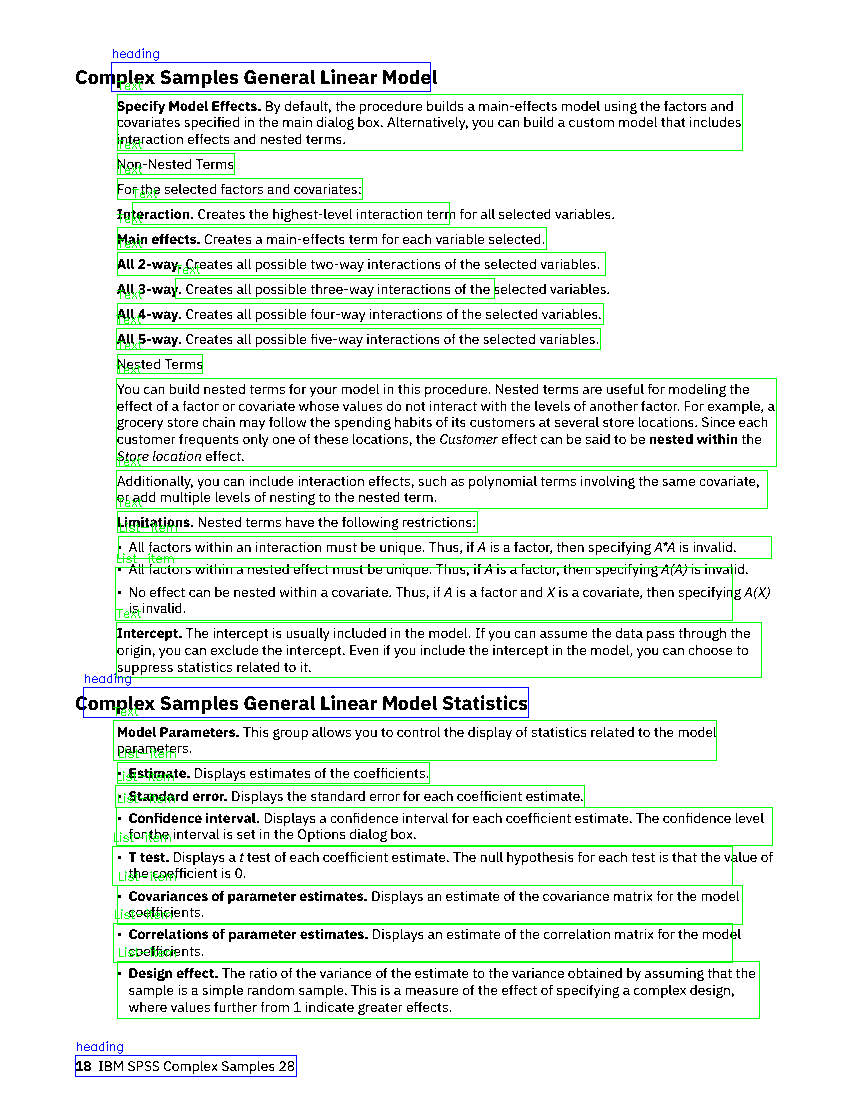 heading
Complex Samples General Linear Model
Text
Specify Model Effects. By default, the procedure builds a main-effects model using the factors and
covariates specified in the main dialog box. Alternatively, you can build a custom model that includes
interaction effects and nested terms.
Text
Non-Nested Terms
Text
For the selected factors and covariates:
Text
Interaction. Creates the highest-level interaction term for all selected variables.
Text
Main effects. Creates a main-effects term for each variable selected.
Text
All 2-way. Creates all possible two-way interactions of the selected variables.
Text
All 3-way. Creates all possible three-way interactions of the selected variables.
Text
All 4-way. Creates all possible four-way interactions of the selected variables.
Text
All 5-way. Creates all possible five-way interactions of the selected variables.
Text
Nested Terms
Text
You can build nested terms for your model in this procedure. Nested terms are useful for modeling the
effect of a factor or covariate whose values do not interact with the levels of another factor. For example, a
grocery store chain may follow the spending habits of its customers at several store locations. Since each
customer frequents only one of these locations, the Customer effect can be said to be nested within the
Store location effect.
Text
Additionally, you can include interaction effects, such as polynomial terms involving the same covariate,
or add multiple levels of nesting to the nested term.
Text
Limitations. Nested terms have the following restrictions:
List-item
• All factors within an interaction must be unique. Thus, if A is a factor, then specifying A*A is invalid.
List-item
• All factors within a nested effect must be unique. Thus, if A is a factor, then specifying A(A) is invalid.
• No effect can be nested within a covariate. Thus, if A is a factor and X is a covariate, then specifying A(X)
is invalid.
Text
Intercept. The intercept is usually included in the model. If you can assume the data pass through the
origin, you can exclude the intercept. Even if you include the intercept in the model, you can choose to
suppress statistics related to it.
heading
Complex Samples General Linear Model Statistics
Text
Model Parameters. This group allows you to control the display of statistics related to the model
parameters.
List-item
• Estimate. Displays estimates of the coefficients.
List-item
• Standard error. Displays the standard error for each coefficient estimate.
List-item
• Confidence interval. Displays a confidence interval for each coefficient estimate. The confidence level
for the interval is set in the Options dialog box.
List-item
• T test. Displays a t test of each coefficient estimate. The null hypothesis for each test is that the value of
the coefficient is 0.
List-item
• Covariances of parameter estimates. Displays an estimate of the covariance matrix for the model
coefficients.
List-item
• Correlations of parameter estimates. Displays an estimate of the correlation matrix for the model
coefficients.
List-item
• Design effect. The ratio of the variance of the estimate to the variance obtained by assuming that the
sample is a simple random sample. This is a measure of the effect of specifying a complex design,
where values further from 1 indicate greater effects.
heading
18 IBM SPSS Complex Samples 28